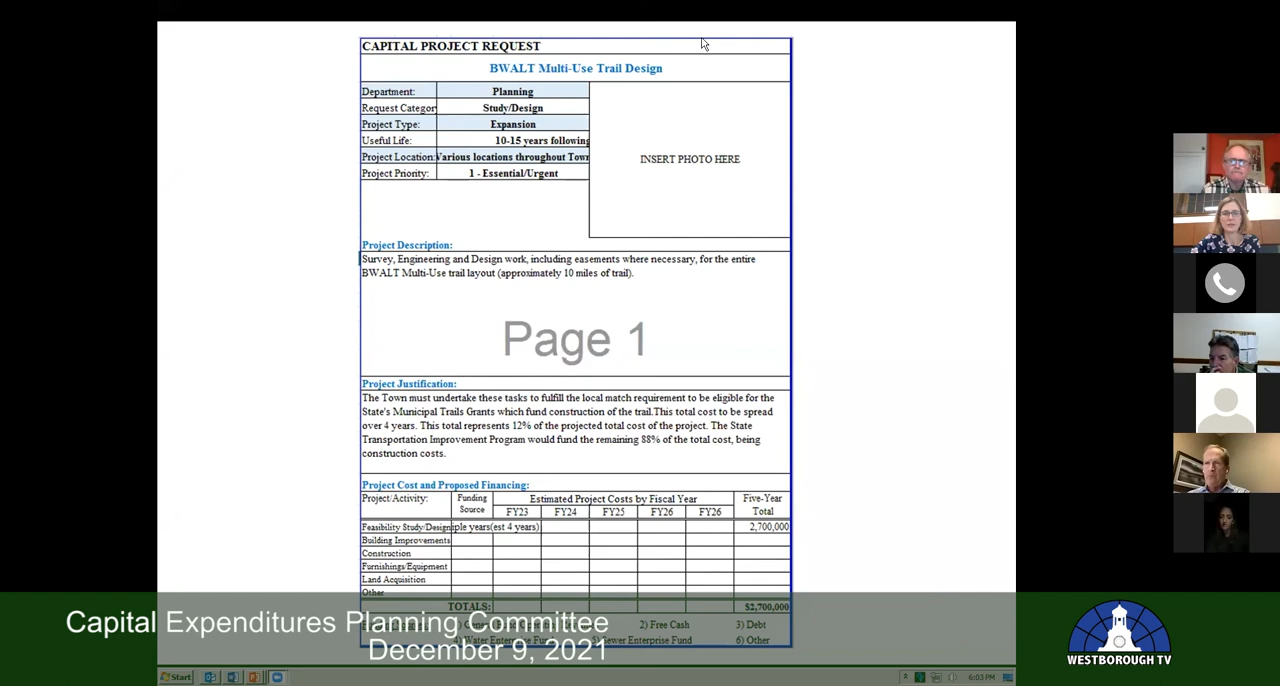 CAPITAL PROJECT REQUEST
BWALT Multi-Use Trail Design
Department: Planning
Request Categor Study/Design
Project Type: Expansion
Useful Life: 10-15 years following
Project Location: Various locations throughout Town
Project Priority: 1 - Essential/Urgent
INSERT PHOTO HERE
Project Description:
Survey, Engineering and Design work, including easements where necessary, for the entire
BWALT Multi-Use trail layout (approximately 10 miles of trail).
Page 1
Project Justification:
The Town must undertake these tasks to fulfill the local match requirement to be eligible for the
State's Municipal Trails Grants which fund construction of the trail.This total cost to be spread
over 4 years. This total represents 12% of the projected total cost of the project. The State
Transportation Improvement Program would fund the remaining 88% of the total cost, being
construction costs.
Project Cost and Proposed Financing:
Project/Activity: Funding Source Estimated Project Costs by Fiscal Year Five-Year Total
FY23 FY24 FY25 FY26 FY26
Feasibility Study/Design iple years(est 4 years) 2,700,000
Building Improvements
Construction
Furnishings/Equipment
Land Acquisition
Other
TOTALS: $2,700,000
2) Free Cash 3) Debt
4) Water Enterprise Fund 5) Sewer Enterprise Fund 6) Other
Capital Expenditures Planning Committee
December 9, 2021
WESTBOROUGH TV
Start
6:03 PM